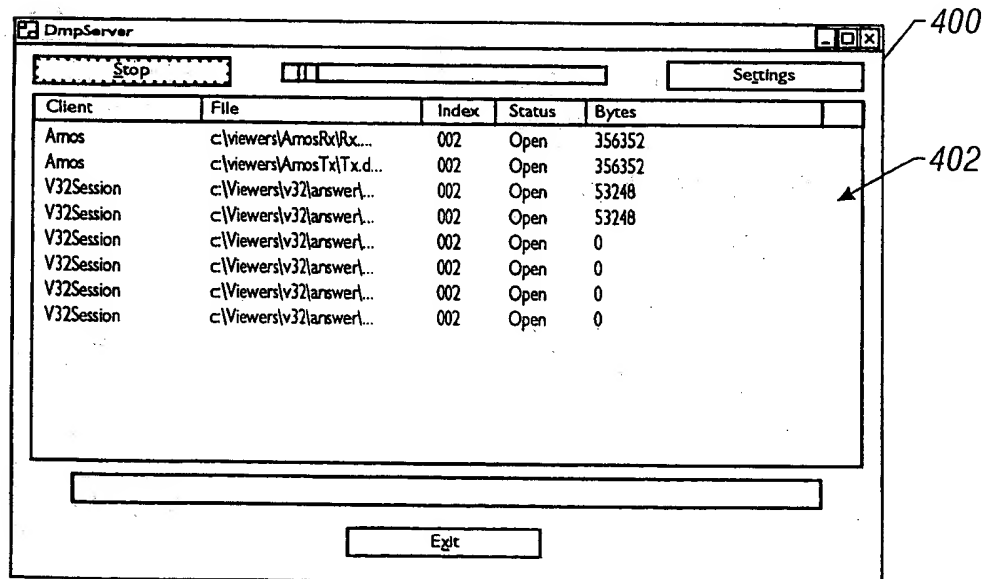 DmpServer
400
Stop Settings
Client File Index Status Bytes
Amos c:\viewers\AmosRx\Rx.... 002 Open 356352
Amos c:\viewers\AmosTx\Tx.d... 002 Open 356352
402
V32Session c:\Viewers\v32\answer\... 002 Open 53248
V32Session c:\Viewers\v32\answer\... 002 Open 53248
V32Session c:\Viewers\v32\answer\... 002 Open 0
V32Session c:\Viewers\v32\answer\... 002 Open 0
V32Session c:\Viewers\v32\answer\... 002 Open 0
V32Session c:\Viewers\v32\answer\... 002 Open 0
Exit